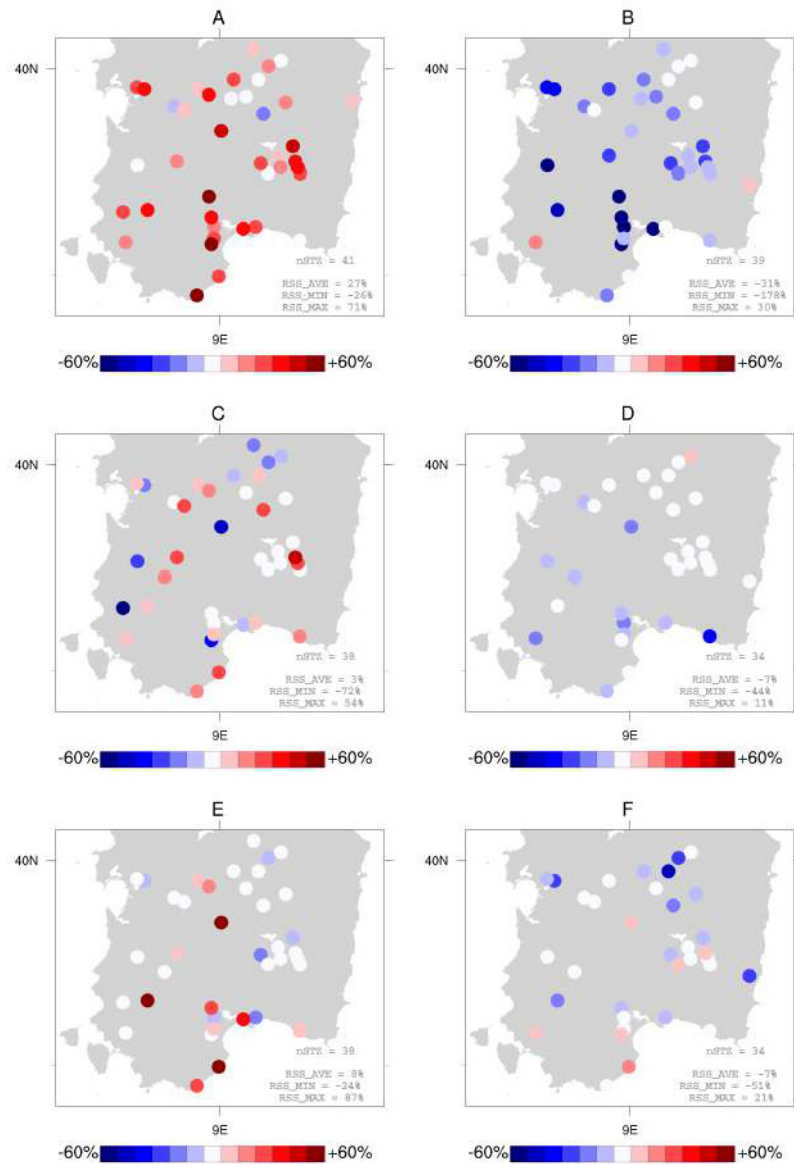 A
B
40N
40N
nSTZ = 41
RSS_AVE = 27%
RSS_MIN = -26%
RSS_MAX = 71%
nSTZ = 39
RSS_AVE = -31%
RSS_MIN = -178%
RSS_MAX = 30%
9E
9E
-60%
+60%
-60%
+60%
C
D
40N
40N
nSTZ = 38
RSS_AVE = 3%
RSS_MIN = -72%
RSS_MAX = 54%
nSTZ = 34
RSS_AVE = -7%
RSS_MIN = -44%
RSS_MAX = 11%
9E
9E
-60%
+60%
-60%
+60%
E
F
40N
40N
nSTZ = 38
RSS_AVE = 8%
RSS_MIN = -24%
RSS_MAX = 87%
nSTZ = 34
RSS_AVE = -7%
RSS_MIN = -51%
RSS_MAX = 21%
9E
9E
-60%
+60%
-60%
+60%